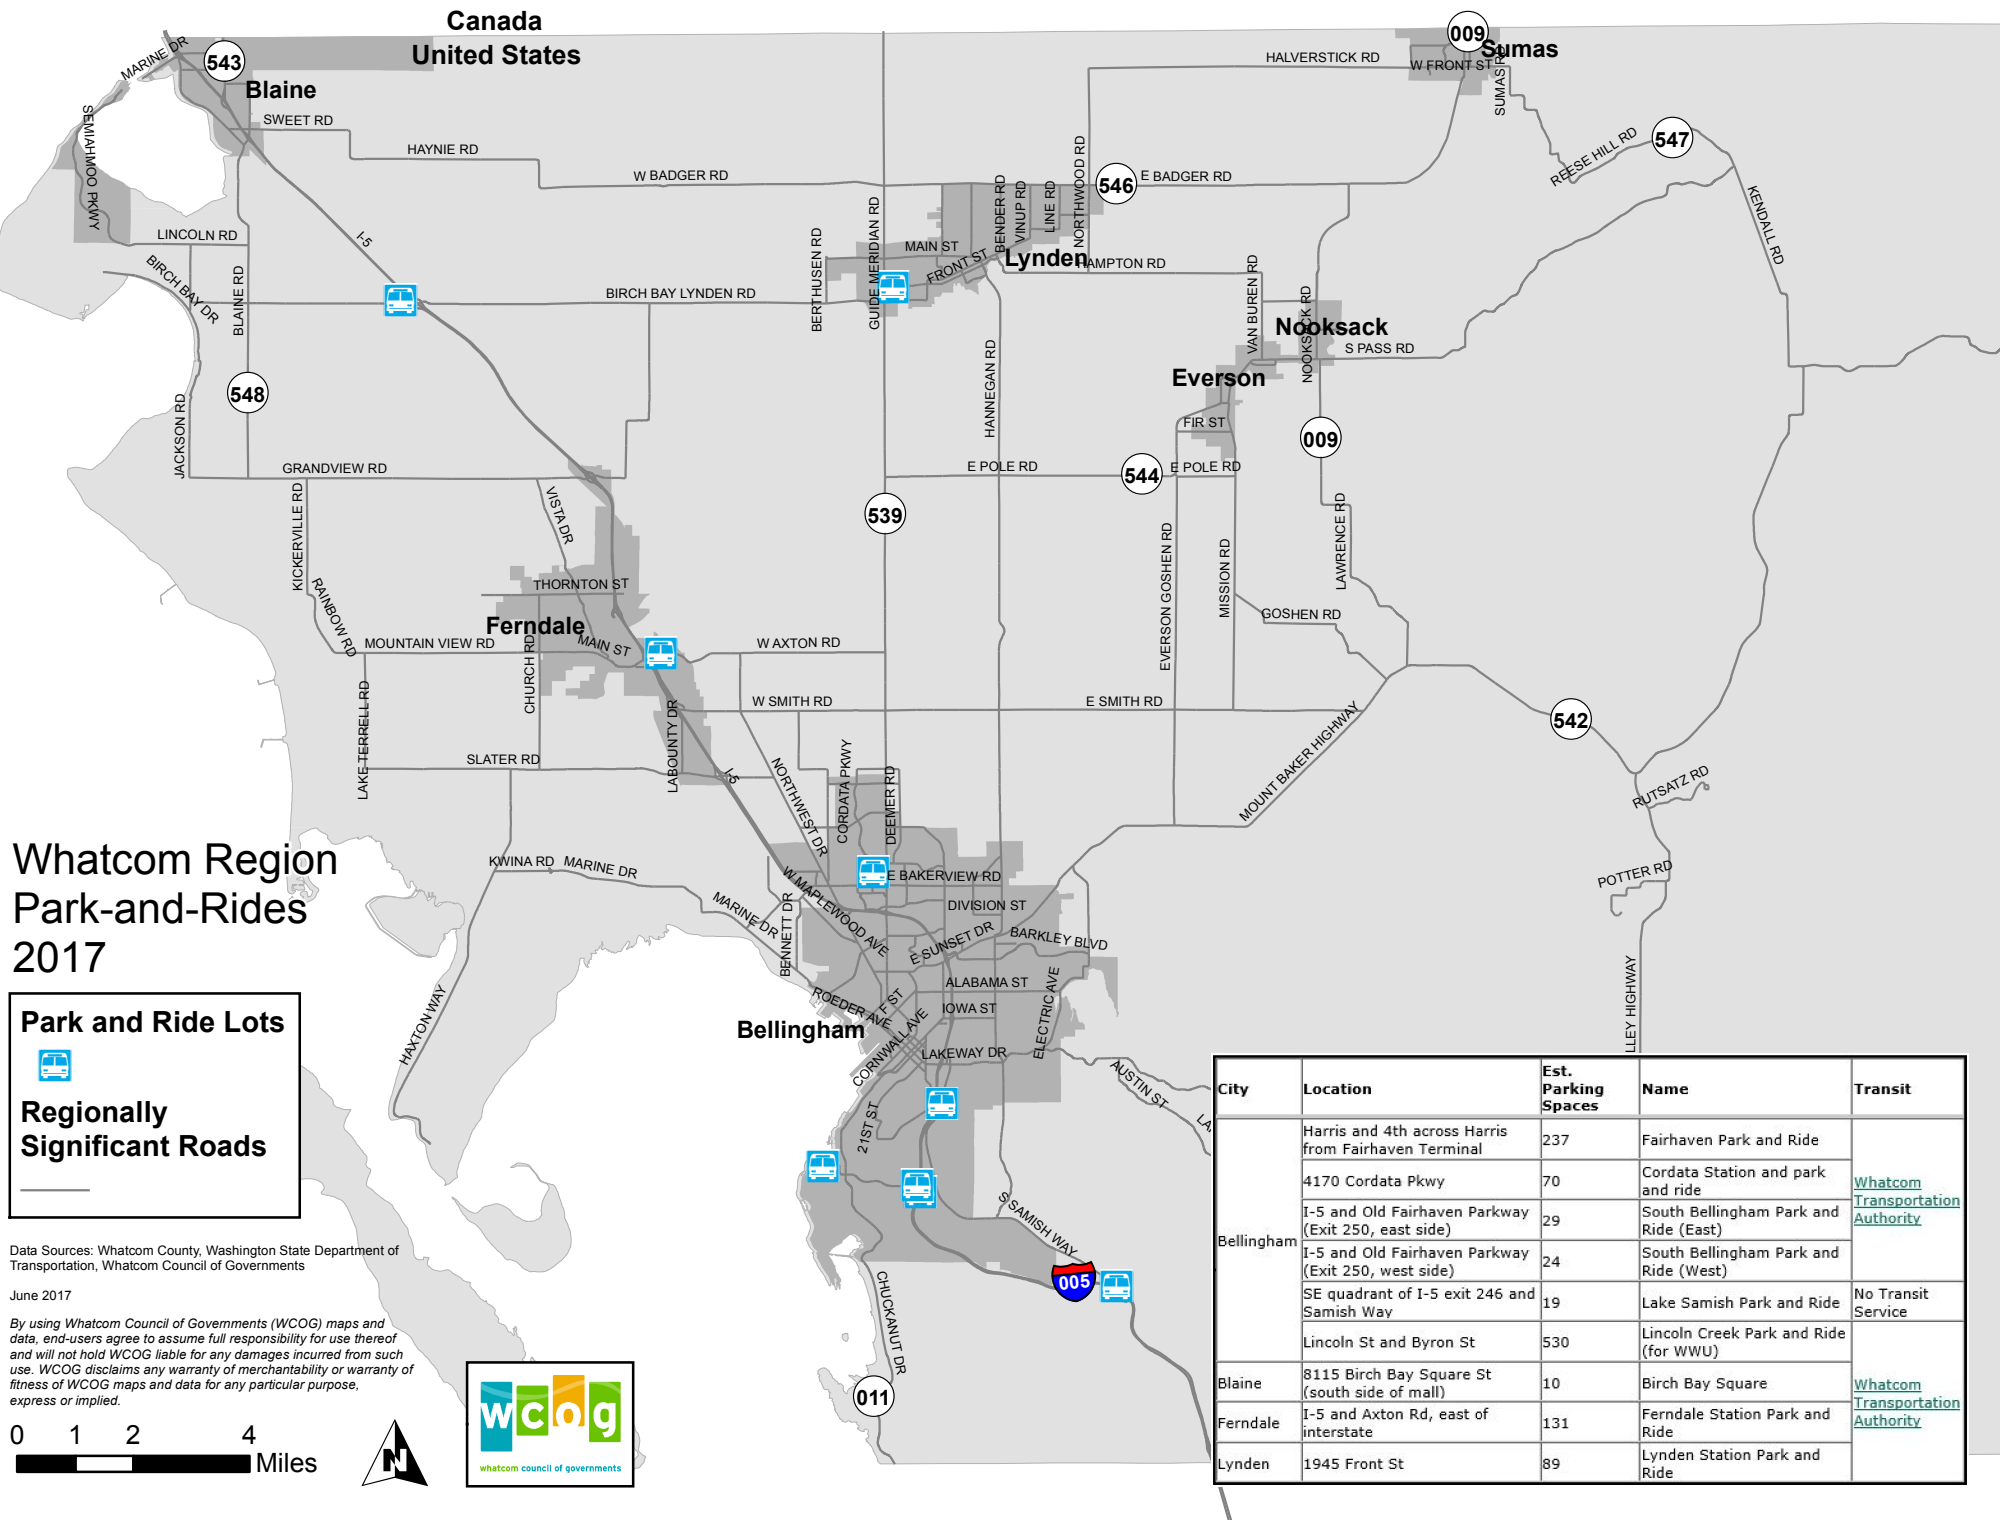 Canada
United States
009
Sumas
MARINE DR
543
HALVERSTICK RD
W FRONT ST
SUMAS RD
Blaine
SEMIAHMOO PKWY
SWEET RD
HAYNIE RD
W BADGER RD
NORTHWOOD RD
546
E BADGER RD
REESE HILL RD
547
KENDALL RD
BENDER RD
VINUP RD
LINE RD
LINCOLN RD
I-5
BERTHUSEN RD
GUIDE MERIDIAN RD
MAIN ST
FRONT ST
Lynden
HAMPTON RD
BIRCH BAY DR
BLAINE RD
BIRCH BAY LYNDEN RD
VAN BUREN RD
NOOKSACK RD
Nooksack
S PASS RD
HANNEGAN RD
Everson
548
JACKSON RD
FIR ST
009
GRANDVIEW RD
E POLE RD
544
E POLE RD
KICKERVILLE RD
VISTA DR
539
LAWRENCE RD
EVERSON GOSHEN RD
MISSION RD
RAINBOW RD
THORNTON ST
GOSHEN RD
Ferndale
MOUNTAIN VIEW RD
CHURCH RD
MAIN ST
W AXTON RD
LAKE TERRELL RD
LABOUNTY DR
W SMITH RD
E SMITH RD
MOUNT BAKER HIGHWAY
542
SLATER RD
I-5
NORTHWEST DR
CORDATA PKWY
DEEMER RD
RUTSATZ RD
Whatcom Region
Park-and-Rides
2017
KWINA RD
MARINE DR
MARINE DR
W MAPLEWOOD AVE
BENNETT DR
E BAKERVIEW RD
DIVISION ST
E SUNSET DR
BARKLEY BLVD
POTTER RD
ALABAMA ST
ROEDER AVE
F ST
IOWA ST
ELECTRIC AVE
Bellingham
CORNWALL AVE
LAKEWAY DR
HAXTON WAY
LLEY HIGHWAY
AUSTIN ST
LA
21ST ST
S SAMISH WAY
005
CHUCKANUT DR
011
Park and Ride Lots
Regionally
Significant Roads
Data Sources: Whatcom County, Washington State Department of
Transportation, Whatcom Council of Governments
June 2017
By using Whatcom Council of Governments (WCOG) maps and
data, end-users agree to assume full responsibility for use thereof
and will not hold WCOG liable for any damages incurred from such
use. WCOG disclaims any warranty of merchantability or warranty of
fitness of WCOG maps and data for any particular purpose,
express or implied.
0 1 2 4
Miles
N
wcog
whatcom council of governments
City Location Est. Parking Spaces Name Transit
Bellingham
Harris and 4th across Harris from Fairhaven Terminal 237 Fairhaven Park and Ride
4170 Cordata Pkwy 70 Cordata Station and park and ride
Whatcom Transportation Authority
I-5 and Old Fairhaven Parkway (Exit 250, east side) 29 South Bellingham Park and Ride (East)
I-5 and Old Fairhaven Parkway (Exit 250, west side) 24 South Bellingham Park and Ride (West)
SE quadrant of I-5 exit 246 and Samish Way 19 Lake Samish Park and Ride No Transit Service
Lincoln St and Byron St 530 Lincoln Creek Park and Ride (for WWU)
Blaine 8115 Birch Bay Square St (south side of mall) 10 Birch Bay Square
Whatcom Transportation Authority
Ferndale I-5 and Axton Rd, east of interstate 131 Ferndale Station Park and Ride
Lynden 1945 Front St 89 Lynden Station Park and Ride